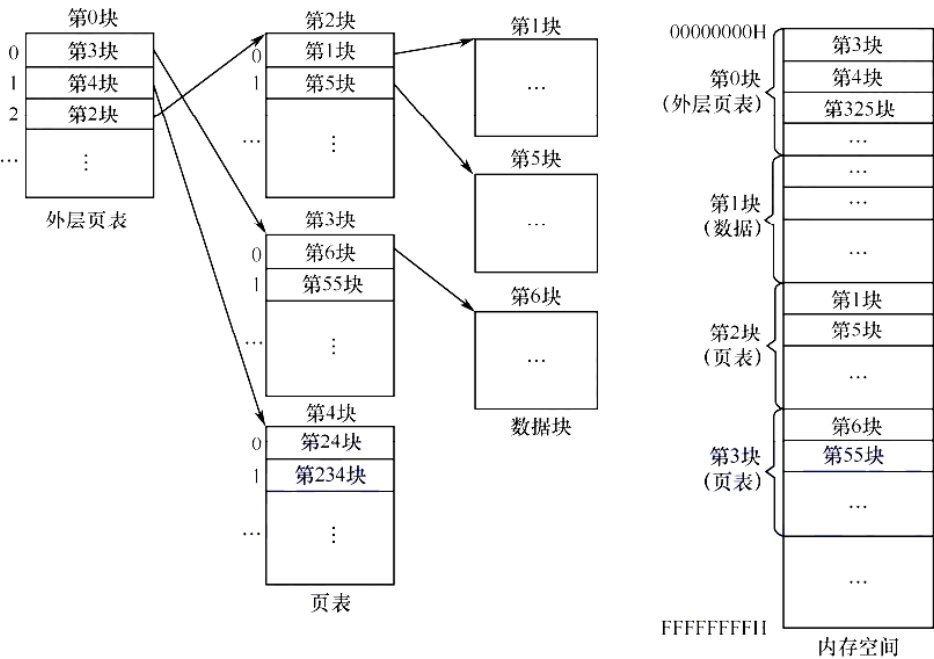 第0块
0 第3块
1 第4块
2 第2块
… ⋮
外层页表
第2块
0 第1块
1 第5块
… ⋮
第3块
0 第6块
1 第55块
… ⋮
第4块
0 第24块
1 第234块
… ⋮
页表
第1块
…
第5块
…
第6块
…
数据块
00000000H
第0块
(外层页表)
第3块
第4块
第325块
…
第1块
(数据)
…
…
…
第2块
(页表)
第1块
第5块
…
第3块
(页表)
第6块
第55块
…
…
FFFFFFFFH
内存空间